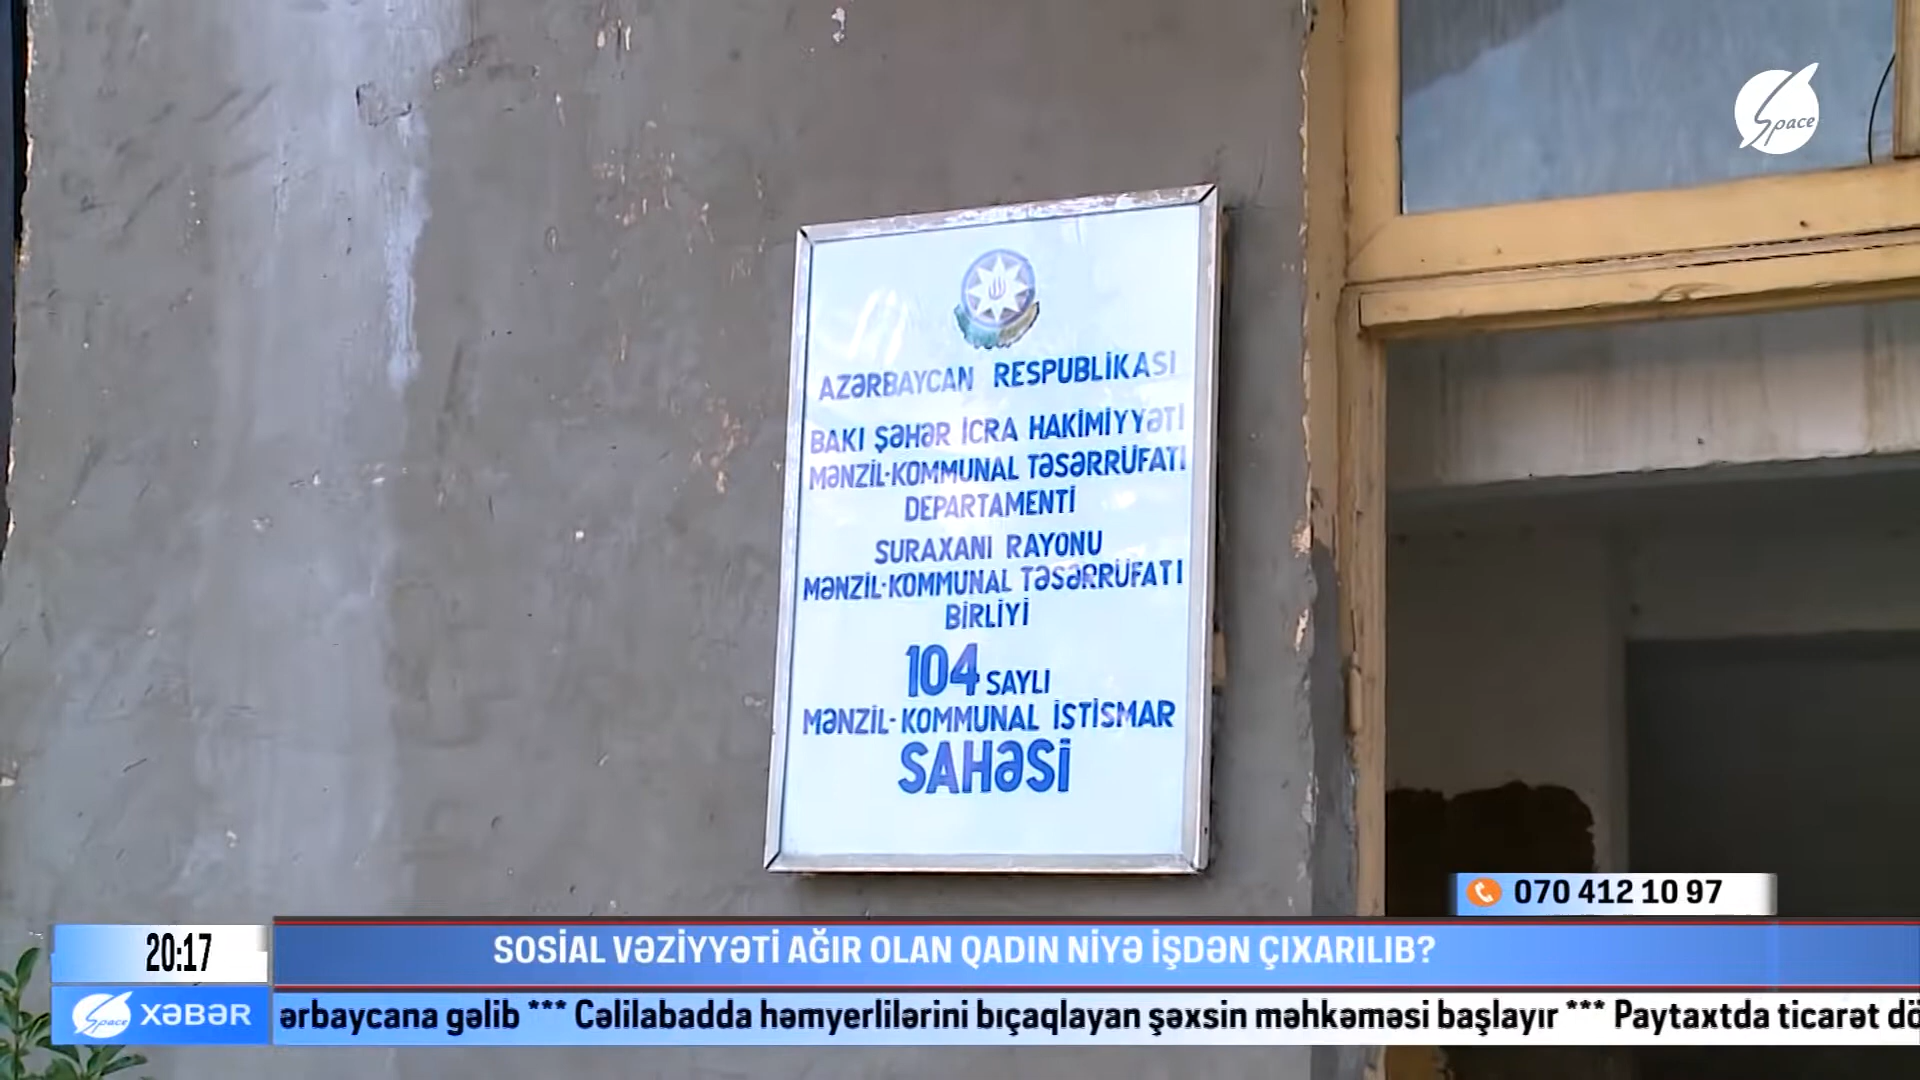 Space
AZƏRBAYCAN RESPUBLİKASI
BAKI ŞƏHƏR İCRA HAKİMİYYƏTİ
MƏNZİL-KOMMUNAL TƏSƏRRÜFATI
DEPARTAMENTİ
SURAXANI RAYONU
MƏNZİL-KOMMUNAL TƏSƏRRÜFATI
BİRLİYİ
104 SAYLI
MƏNZİL-KOMMUNAL İSTİSMAR
SAHƏSİ
070 412 10 97
20:17
SOSİAL VƏZİYYƏTİ AĞIR OLAN QADIN NİYƏ İŞDƏN ÇIXARILIB?
Space XƏBƏR
ərbaycana gəlib *** Cəlilabadda həmyerlilərini bıçaqlayan şəxsin məhkəməsi başlayır *** Paytaxtda ticarət dö